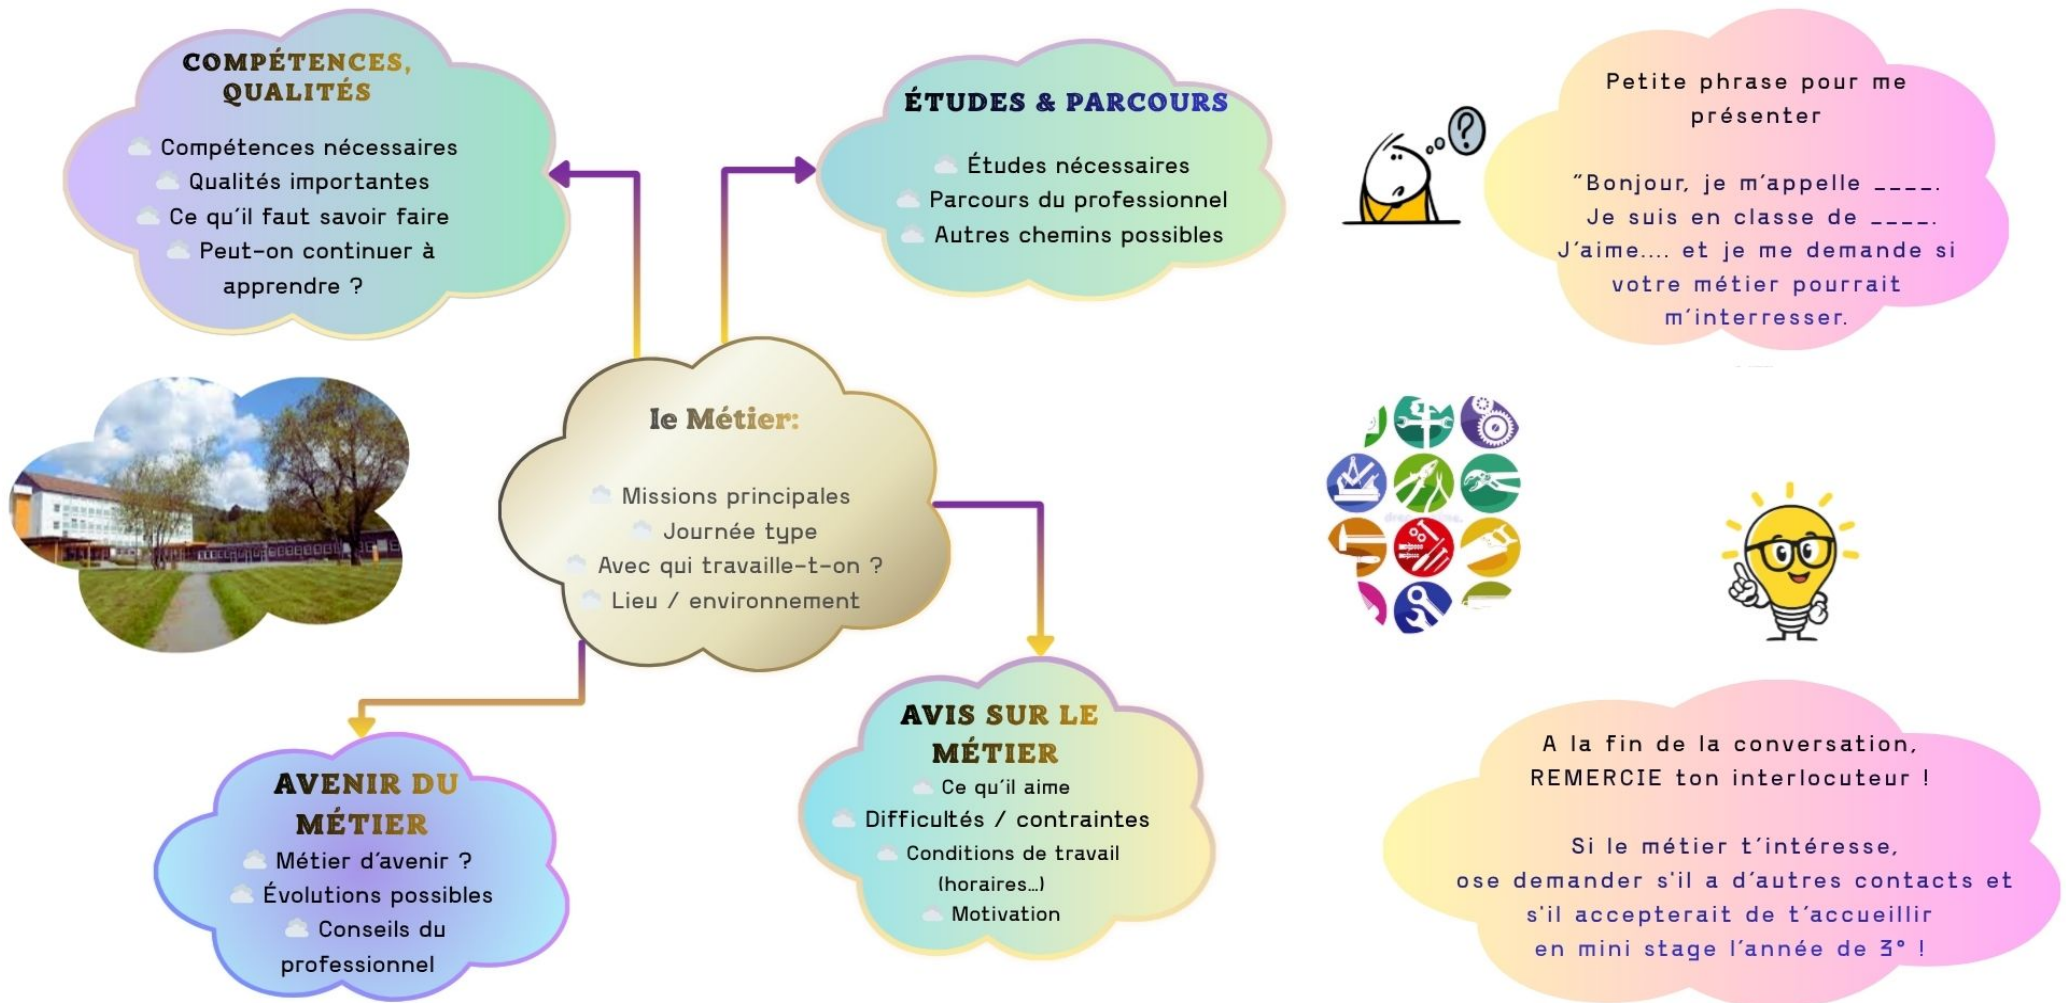 COMPÉTENCES,
QUALITÉS
Compétences nécessaires
Qualités importantes
Ce qu'il faut savoir faire
Peut-on continuer à
apprendre ?
ÉTUDES & PARCOURS
Études nécessaires
Parcours du professionnel
Autres chemins possibles
Petite phrase pour me
présenter
"Bonjour, je m'appelle ____.
Je suis en classe de ____.
J'aime.... et je me demande si
votre métier pourrait
m'interresser.
?
le Métier:
Missions principales
Journée type
Avec qui travaille-t-on ?
Lieu / environnement
AVENIR DU
MÉTIER
Métier d'avenir ?
Évolutions possibles
Conseils du
professionnel
AVIS SUR LE
MÉTIER
Ce qu'il aime
Difficultés / contraintes
Conditions de travail
(horaires...)
Motivation
A la fin de la conversation,
REMERCIE ton interlocuteur !
Si le métier t'intéresse,
ose demander s'il a d'autres contacts et
s'il accepterait de t'accueillir
en mini stage l'année de 3° !